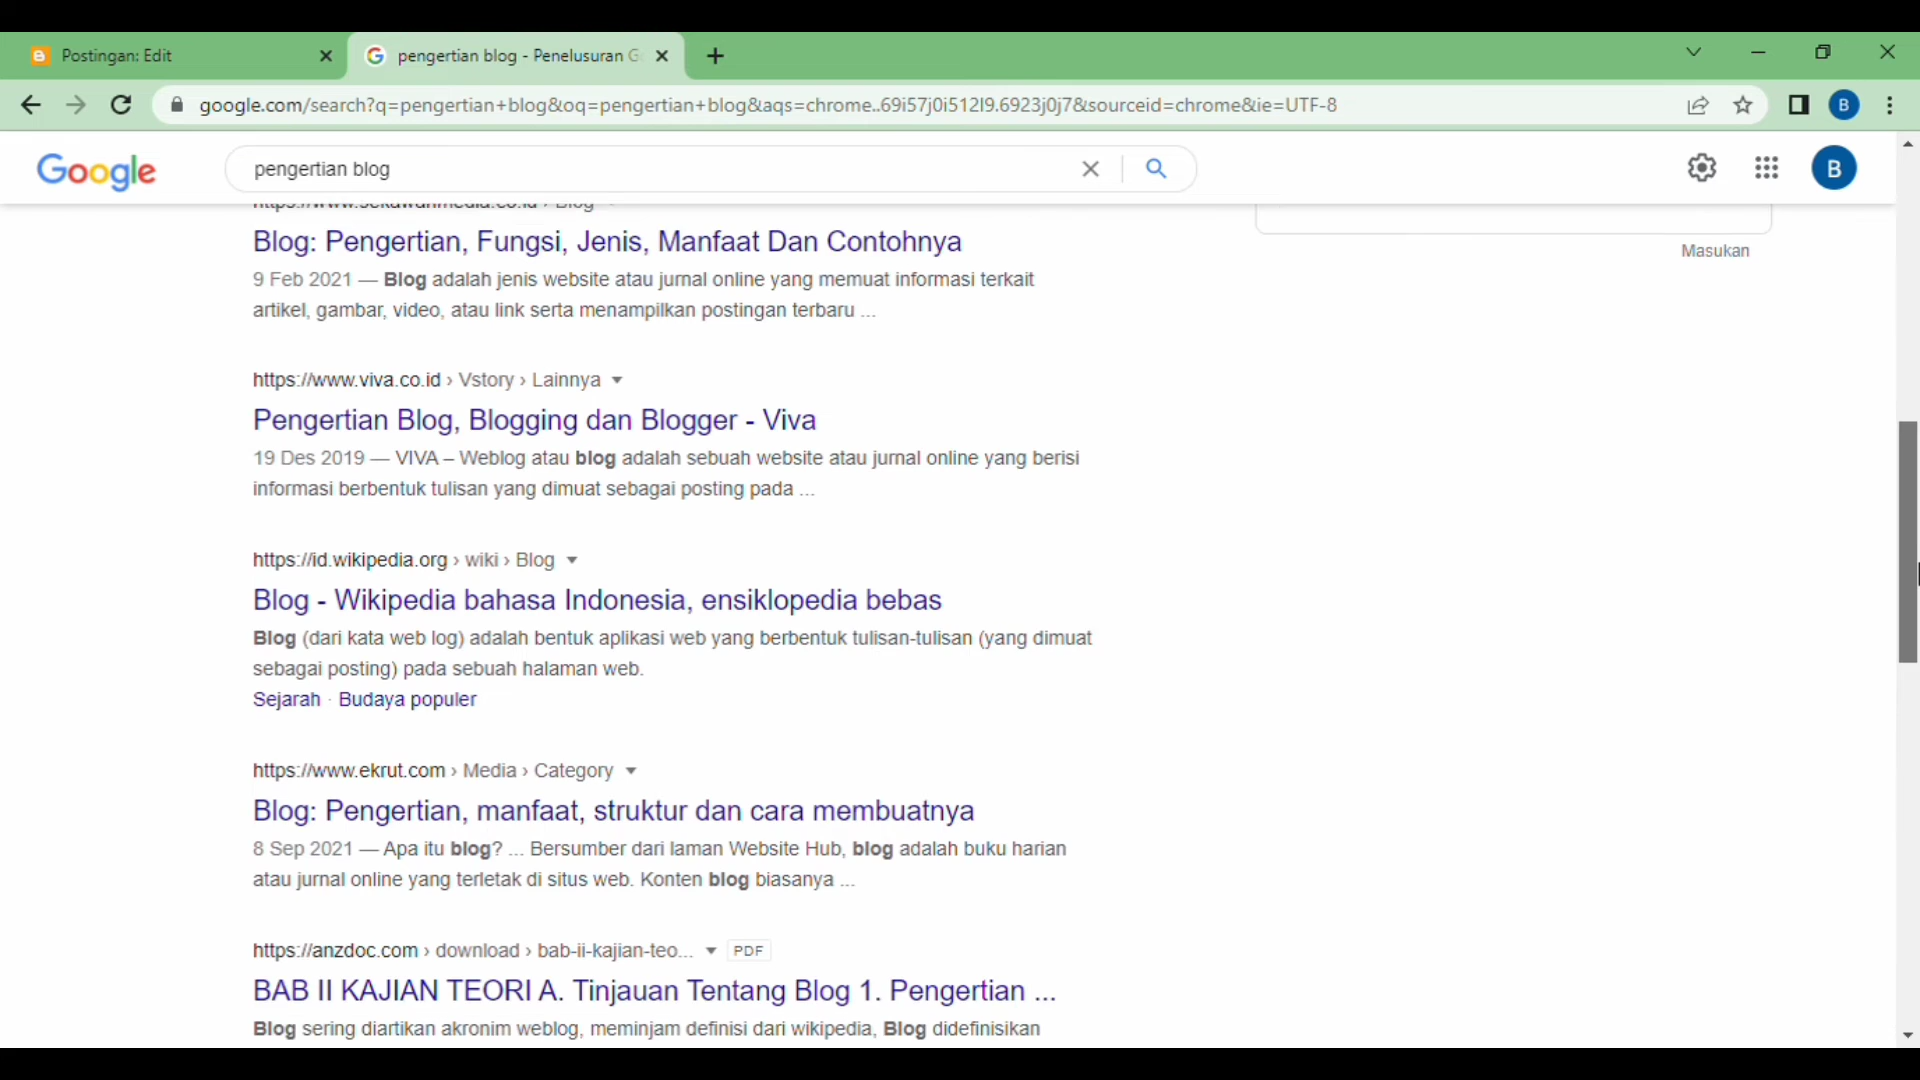 Postingan: Edit
pengertian blog - Penelusuran G
google.com/search?q=pengertian+blog&oq=pengertian+blog&aqs=chrome..69i57j0i512l9.6923j0j7&sourceid=chrome&ie=UTF-8
B
Google
pengertian blog
B
https://www.sekawanmedia.co.id › Blog
Masukan
Blog: Pengertian, Fungsi, Jenis, Manfaat Dan Contohnya
9 Feb 2021 — Blog adalah jenis website atau jurnal online yang memuat informasi terkait
artikel, gambar, video, atau link serta menampilkan postingan terbaru ...
https://www.viva.co.id › Vstory › Lainnya
Pengertian Blog, Blogging dan Blogger - Viva
19 Des 2019 — VIVA – Weblog atau blog adalah sebuah website atau jurnal online yang berisi
informasi berbentuk tulisan yang dimuat sebagai posting pada ...
https://id.wikipedia.org › wiki › Blog
Blog - Wikipedia bahasa Indonesia, ensiklopedia bebas
Blog (dari kata web log) adalah bentuk aplikasi web yang berbentuk tulisan-tulisan (yang dimuat
sebagai posting) pada sebuah halaman web.
Sejarah · Budaya populer
https://www.ekrut.com › Media › Category
Blog: Pengertian, manfaat, struktur dan cara membuatnya
8 Sep 2021 — Apa itu blog? ... Bersumber dari laman Website Hub, blog adalah buku harian
atau jurnal online yang terletak di situs web. Konten blog biasanya ...
https://anzdoc.com › download › bab-ii-kajian-teo... PDF
BAB II KAJIAN TEORI A. Tinjauan Tentang Blog 1. Pengertian ...
Blog sering diartikan akronim weblog, meminjam definisi dari wikipedia, Blog didefinisikan